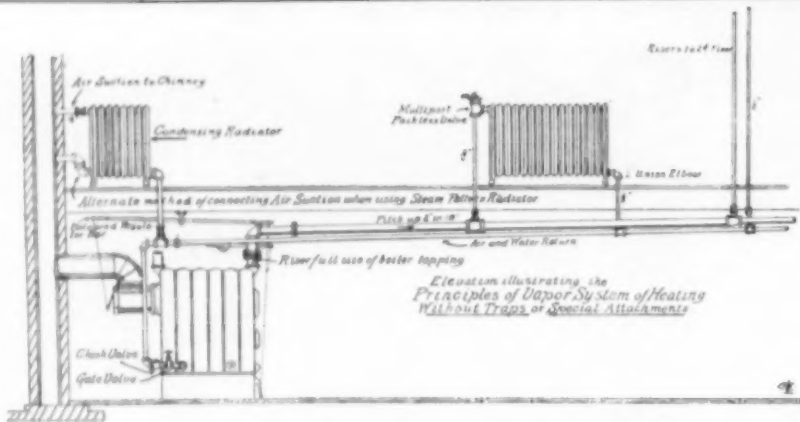 Risers to 2d Floor
Air Suction to Chimney
Multiport
Packless Valve
Condensing Radiator
Union Elbow
Alternate method of connecting Air Suction when using Steam Pattern Radiator
Pitch up
Air and Water Return
Riser full size of boiler tapping
Elevation illustrating the
Principles of Vapor System of Heating
Without Traps or Special Attachments
Check Valve
Gate Valve